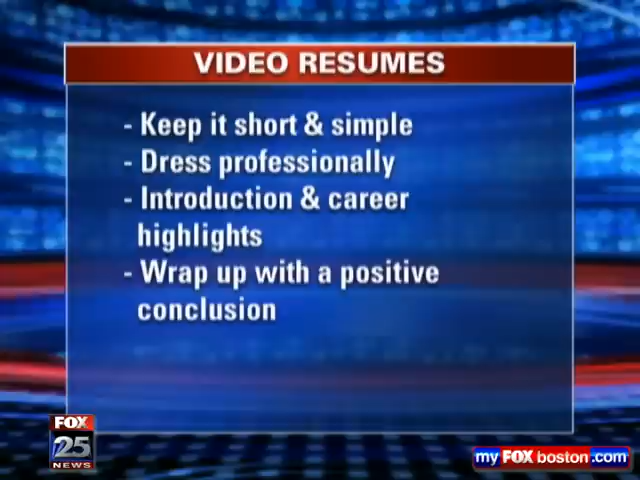 VIDEO RESUMES
- Keep it short & simple
- Dress professionally
- Introduction & career
highlights
- Wrap up with a positive
conclusion
FOX
25
NEWS
myFOXboston.com